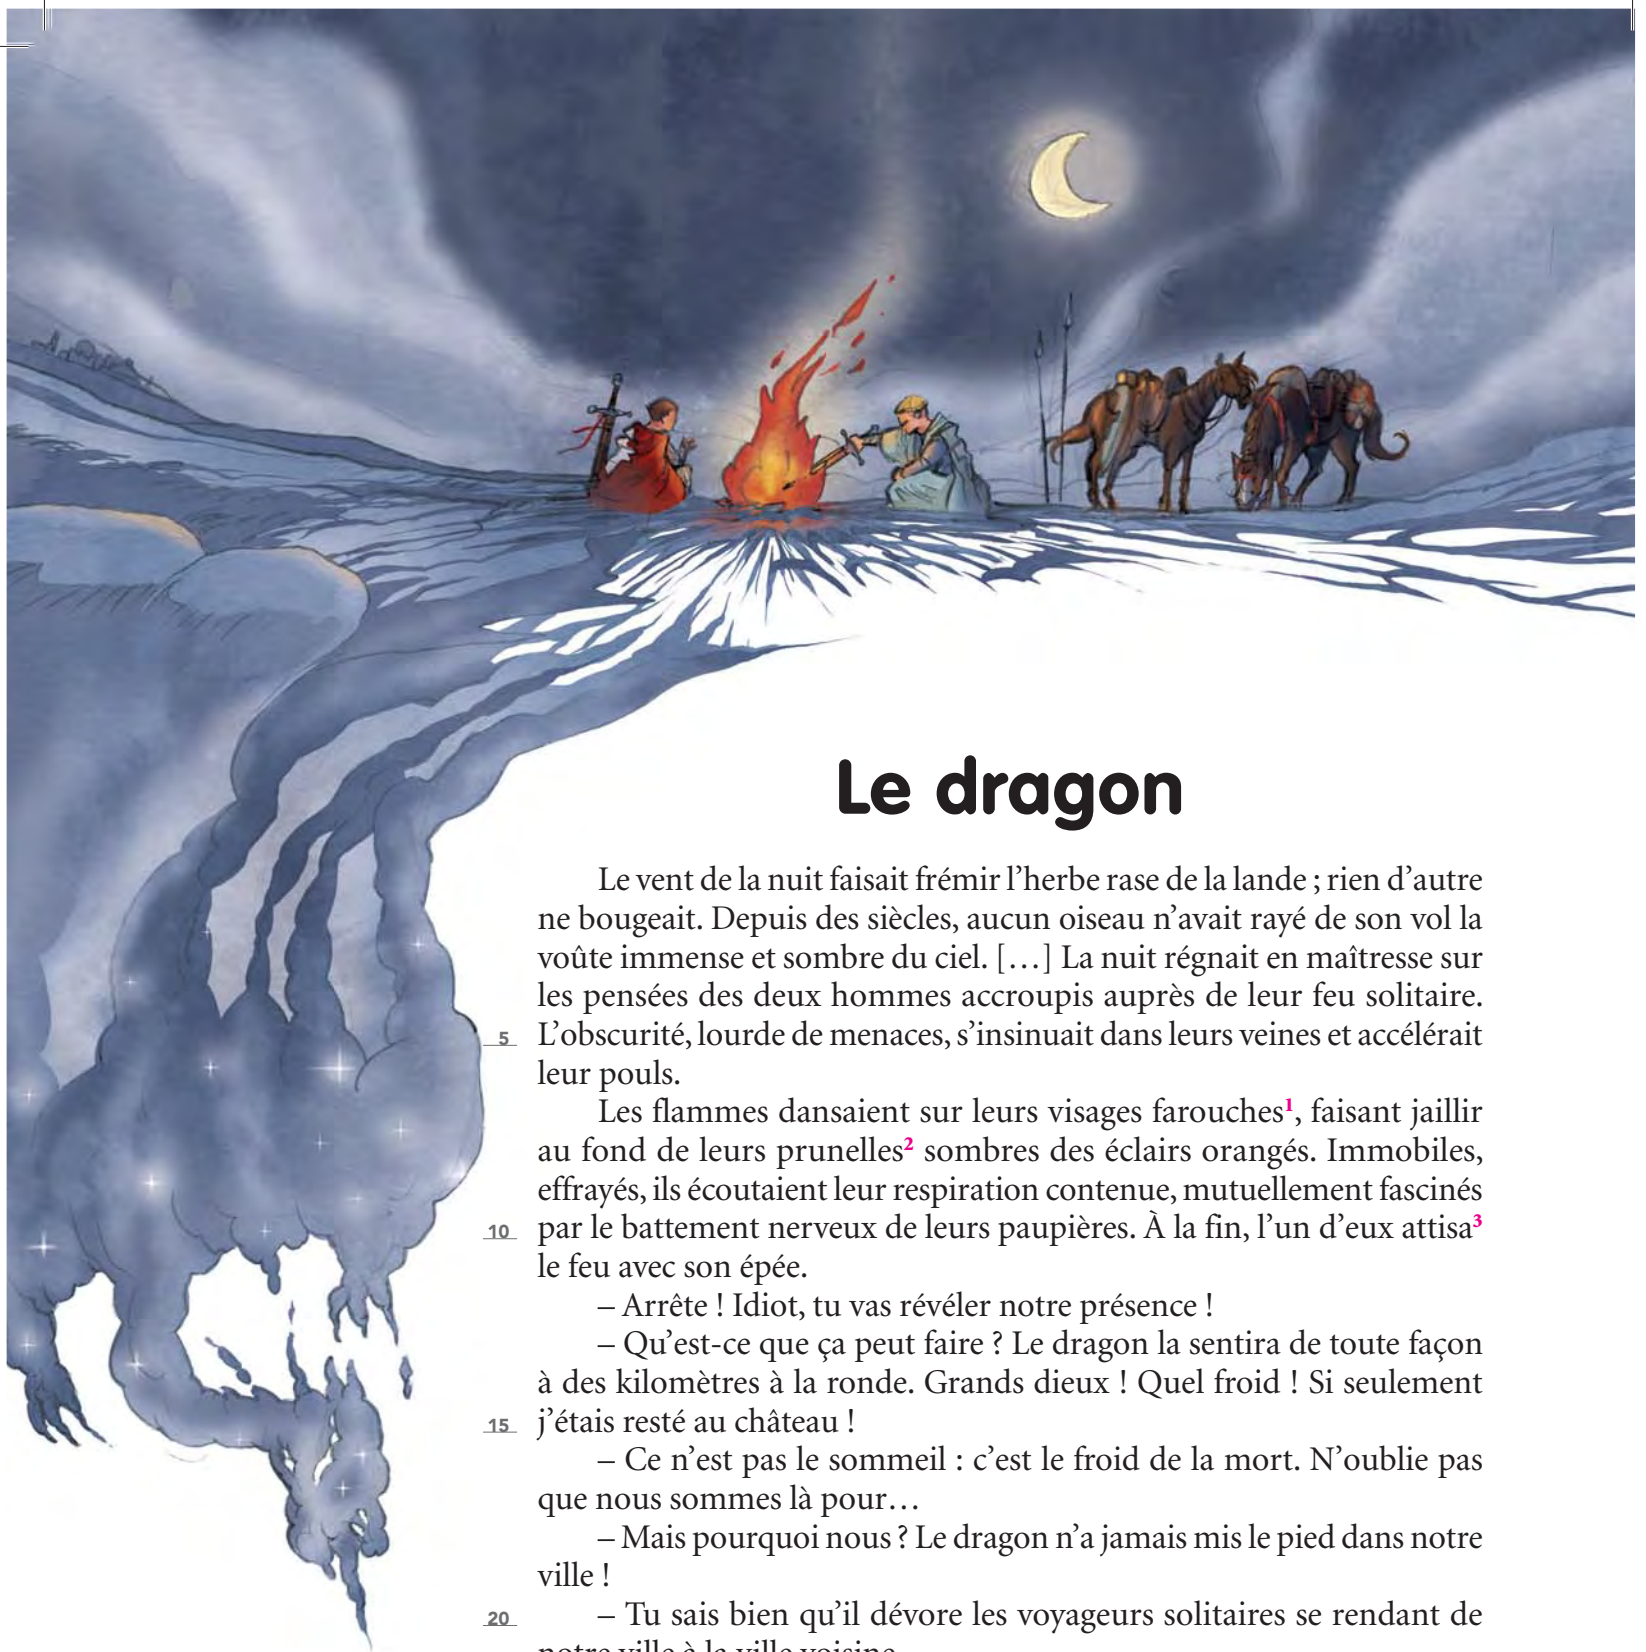 Le dragon
Le vent de la nuit faisait frémir l’herbe rase de la lande ; rien d’autre
ne bougeait. Depuis des siècles, aucun oiseau n’avait rayé de son vol la
voûte immense et sombre du ciel. […] La nuit régnait en maîtresse sur
les pensées des deux hommes accroupis auprès de leur feu solitaire.
5 L’obscurité, lourde de menaces, s’insinuait dans leurs veines et accélérait
leur pouls.
Les flammes dansaient sur leurs visages farouches1, faisant jaillir
au fond de leurs prunelles2 sombres des éclairs orangés. Immobiles,
effrayés, ils écoutaient leur respiration contenue, mutuellement fascinés
10 par le battement nerveux de leurs paupières. À la fin, l’un d’eux attisa3
le feu avec son épée.
– Arrête ! Idiot, tu vas révéler notre présence !
– Qu’est-ce que ça peut faire ? Le dragon la sentira de toute façon
à des kilomètres à la ronde. Grands dieux ! Quel froid ! Si seulement
15 j’étais resté au château !
– Ce n’est pas le sommeil : c’est le froid de la mort. N’oublie pas
que nous sommes là pour…
– Mais pourquoi nous ? Le dragon n’a jamais mis le pied dans notre
ville !
20 – Tu sais bien qu’il dévore les voyageurs solitaires se rendant de
notre ville à la ville voisine